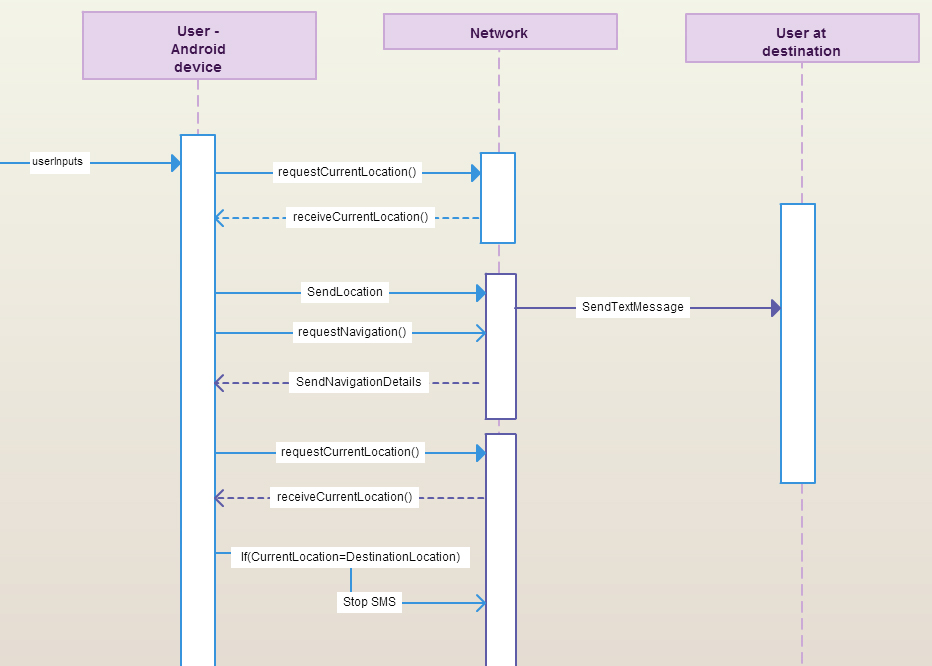 User -
Android
device
Network
User at
destination
userInputs
requestCurrentLocation()
receiveCurrentLocation()
SendLocation
SendTextMessage
requestNavigation()
SendNavigationDetails
requestCurrentLocation()
receiveCurrentLocation()
If(CurrentLocation=DestinationLocation)
Stop SMS